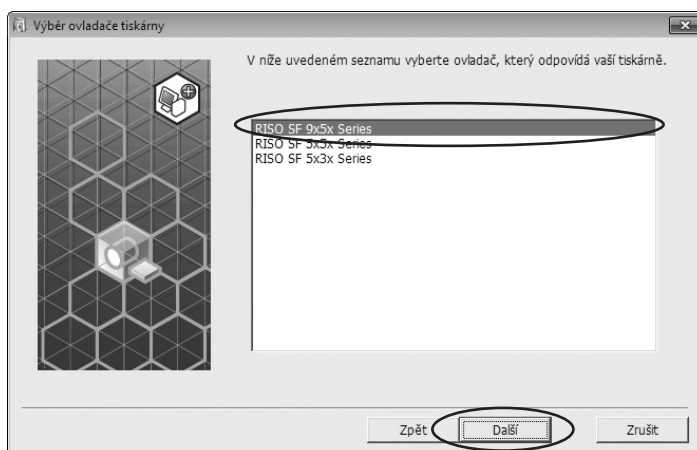 Výběr ovladače tiskárny
V níže uvedeném seznamu vyberte ovladač, který odpovídá vaší tiskárně.
RISO SF 9x5x Series
RISO SF 5x5x Series
RISO SF 5x3x Series
Zpět
Další
Zrušit